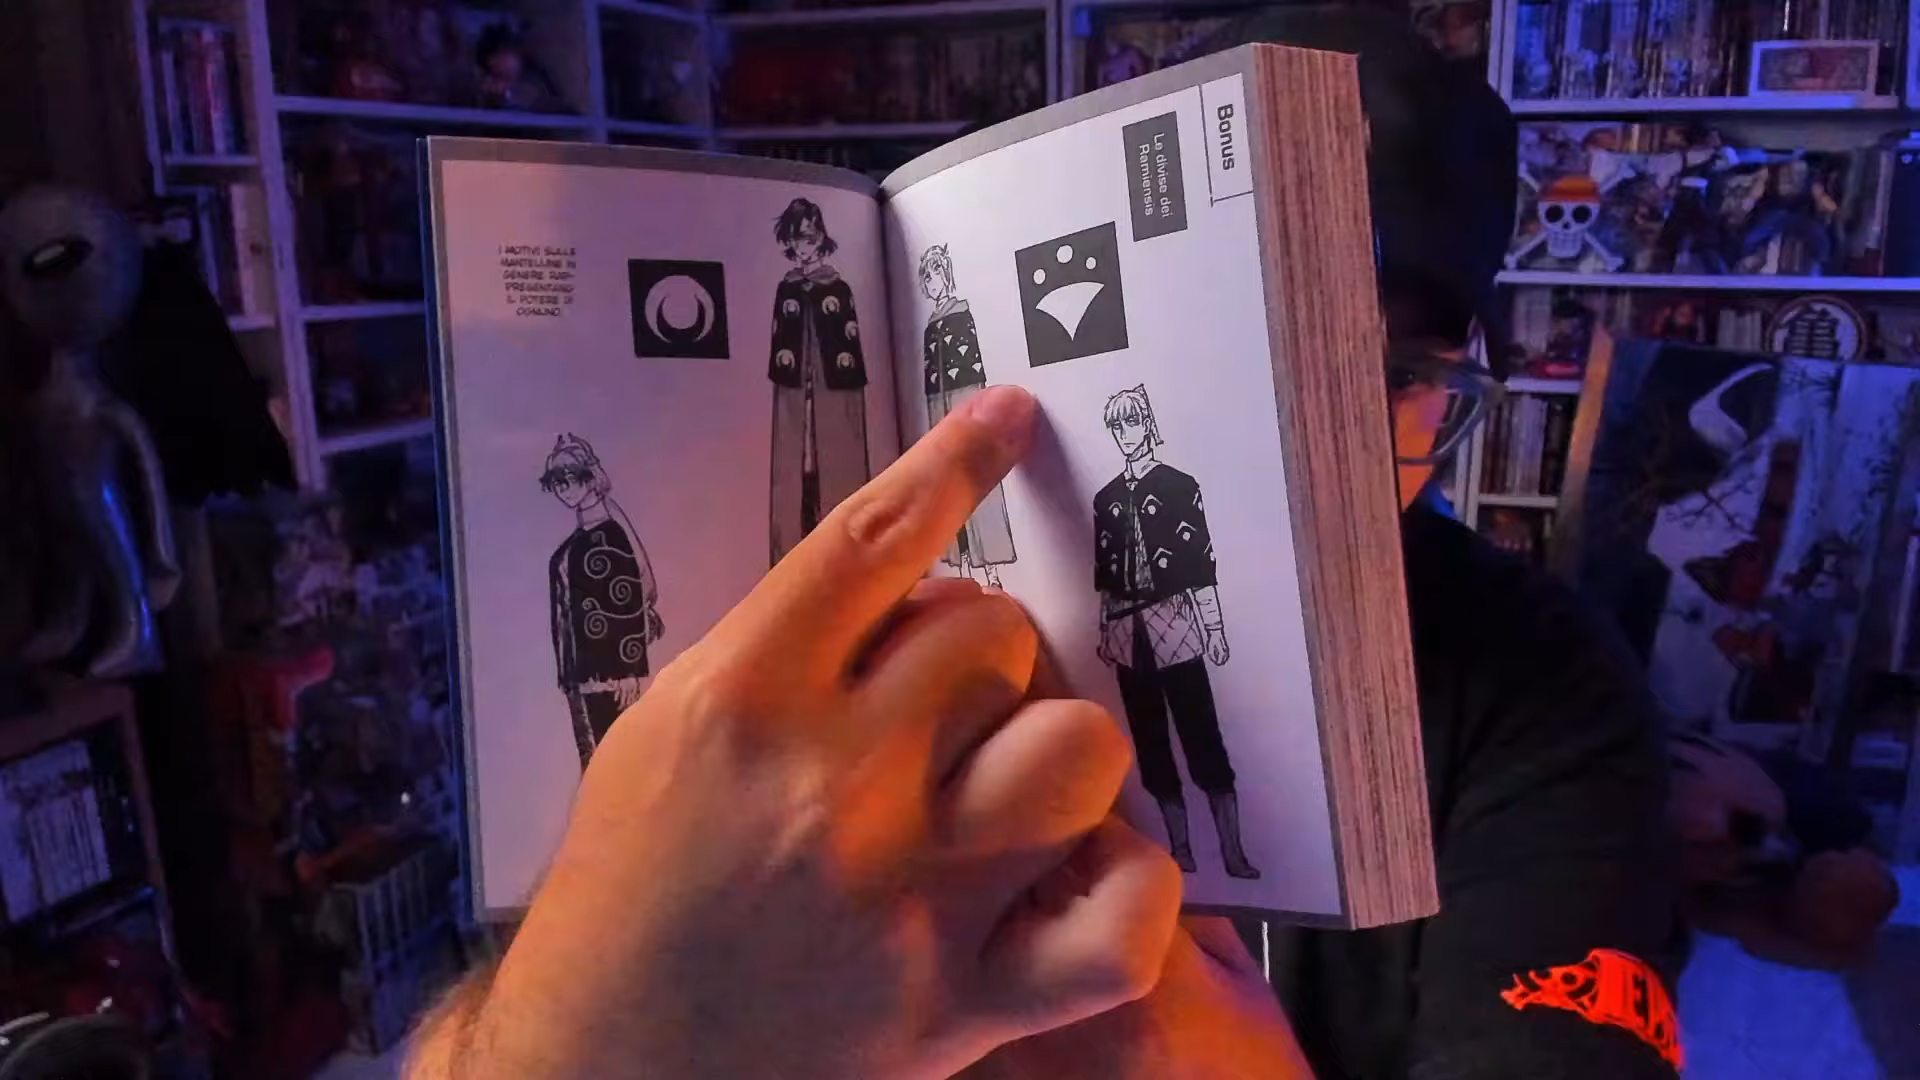 Bonus
Le divise dei
Ramiensis
I MOTIVI SULLE
MANTELLINE IN
GENERE RAP-
PRESENTANO
IL POTERE DI
OGNUNO.